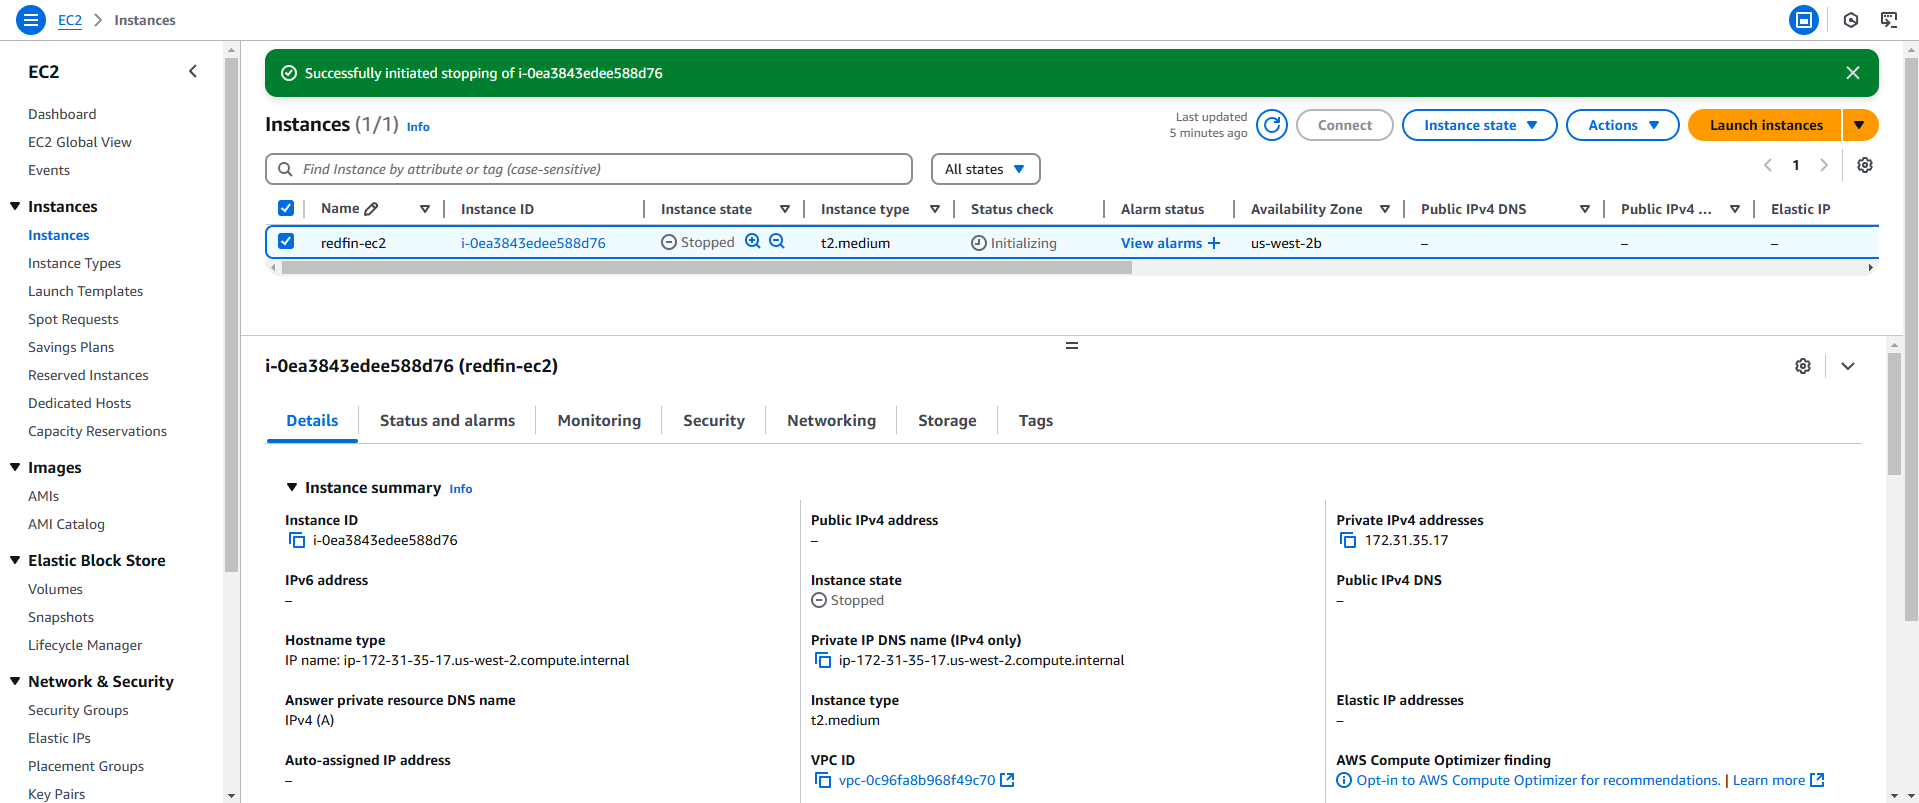 EC2 > Instances
EC2
Dashboard
EC2 Global View
Events
Instances
Instances
Instance Types
Launch Templates
Spot Requests
Savings Plans
Reserved Instances
Dedicated Hosts
Capacity Reservations
Images
AMIs
AMI Catalog
Elastic Block Store
Volumes
Snapshots
Lifecycle Manager
Network & Security
Security Groups
Elastic IPs
Placement Groups
Key Pairs
Successfully initiated stopping of i-0ea3843edee588d76
Instances (1/1) Info
Last updated
5 minutes ago
Connect
Instance state
Actions
Launch instances
Find Instance by attribute or tag (case-sensitive)
All states
1
Name Instance ID Instance state Instance type Status check Alarm status Availability Zone Public IPv4 DNS Public IPv4 ... Elastic IP
redfin-ec2 i-0ea3843edee588d76 Stopped t2.medium Initializing View alarms + us-west-2b – – –
i-0ea3843edee588d76 (redfin-ec2)
Details Status and alarms Monitoring Security Networking Storage Tags
Instance summary Info
Instance ID
i-0ea3843edee588d76
Public IPv4 address
–
Private IPv4 addresses
172.31.35.17
IPv6 address
–
Instance state
Stopped
Public IPv4 DNS
–
Hostname type
IP name: ip-172-31-35-17.us-west-2.compute.internal
Private IP DNS name (IPv4 only)
ip-172-31-35-17.us-west-2.compute.internal
Answer private resource DNS name
IPv4 (A)
Instance type
t2.medium
Elastic IP addresses
–
Auto-assigned IP address
–
VPC ID
vpc-0c96fa8b968f49c70
AWS Compute Optimizer finding
Opt-in to AWS Compute Optimizer for recommendations. | Learn more